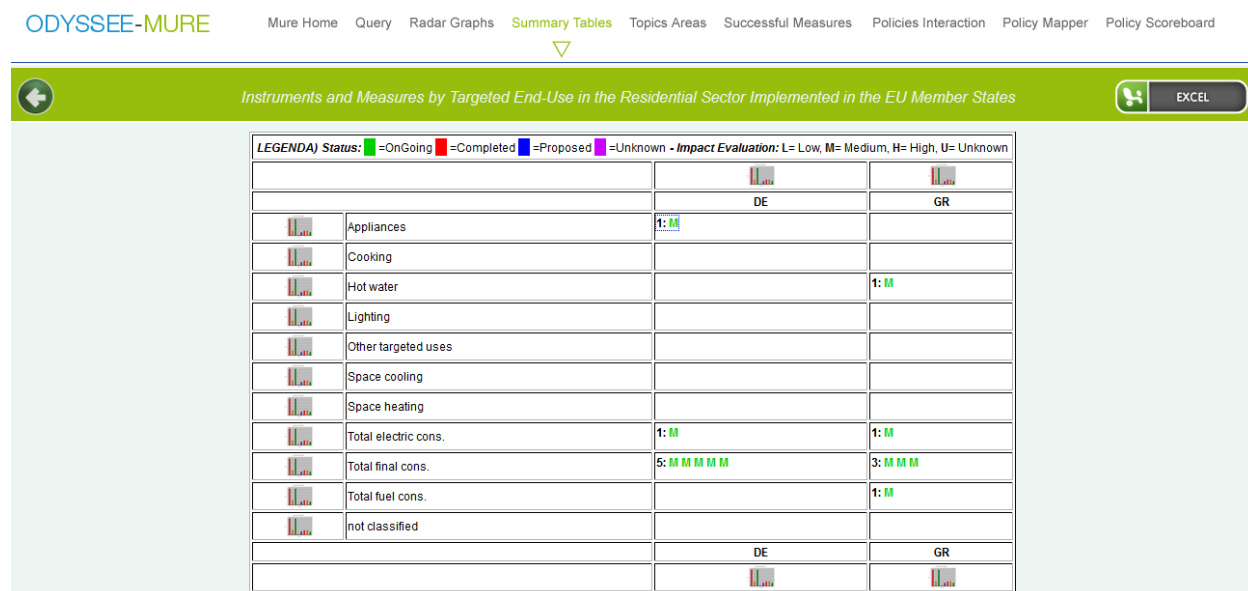 ODYSSEE-MURE
Mure Home Query Radar Graphs Summary Tables Topics Areas Successful Measures Policies Interaction Policy Mapper Policy Scoreboard
Instruments and Measures by Targeted End-Use in the Residential Sector Implemented in the EU Member States
EXCEL
LEGENDA) Status: =OnGoing =Completed =Proposed =Unknown - Impact Evaluation: L= Low, M= Medium, H= High, U= Unknown
DE GR
Appliances 1: M
Cooking
Hot water 1: M
Lighting
Other targeted uses
Space cooling
Space heating
Total electric cons. 1: M 1: M
Total final cons. 5: M M M M M 3: M M M
Total fuel cons. 1: M
not classified
DE GR